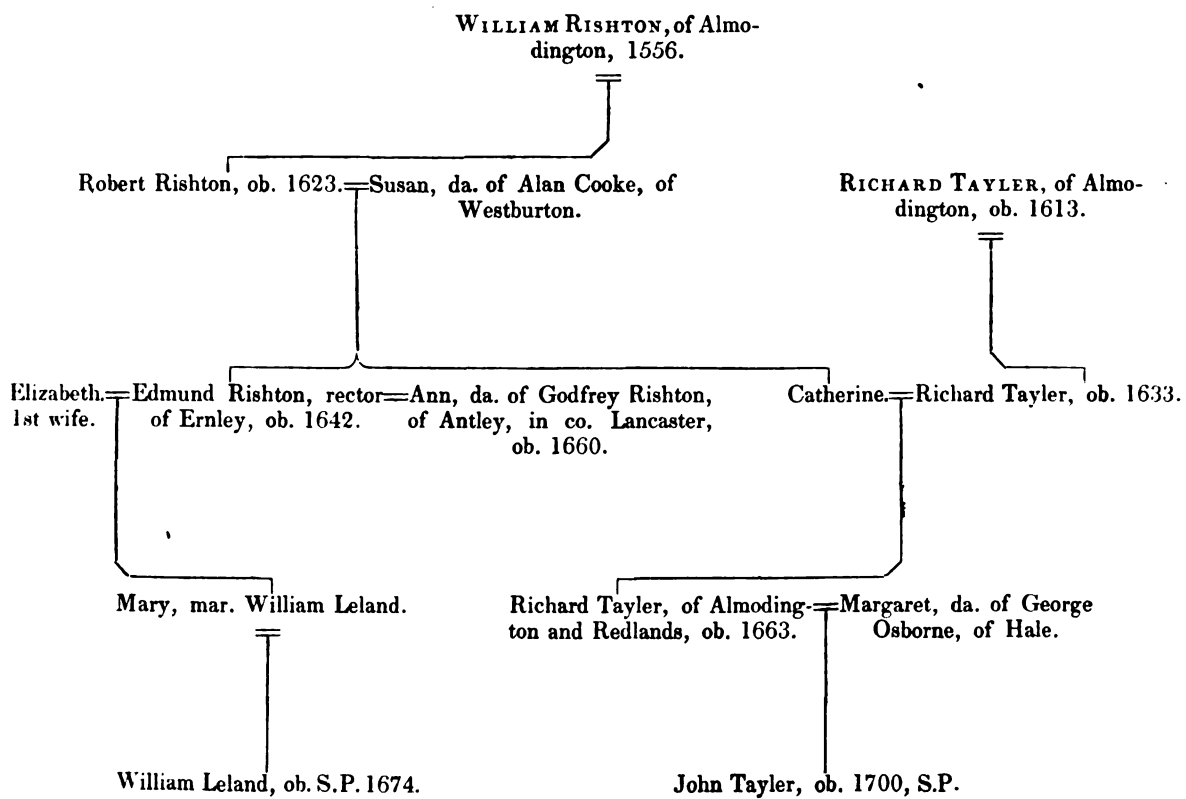 WILLIAM RISHTON, of Almo-
dington, 1556.
Robert Rishton, ob. 1623.=Susan, da. of Alan Cooke, of
Westburton.
RICHARD TAYLER, of Almo-
dington, ob. 1613.
Elizabeth.=Edmund Rishton, rector=Ann, da. of Godfrey Rishton,
1st wife. of Ernley, ob. 1642. of Antley, in co. Lancaster,
ob. 1660.
Catherine.=Richard Tayler, ob. 1633.
Mary, mar. William Leland.
Richard Tayler, of Almoding-=Margaret, da. of George
ton and Redlands, ob. 1663. Osborne, of Hale.
William Leland, ob. S.P. 1674.
John Tayler, ob. 1700, S.P.